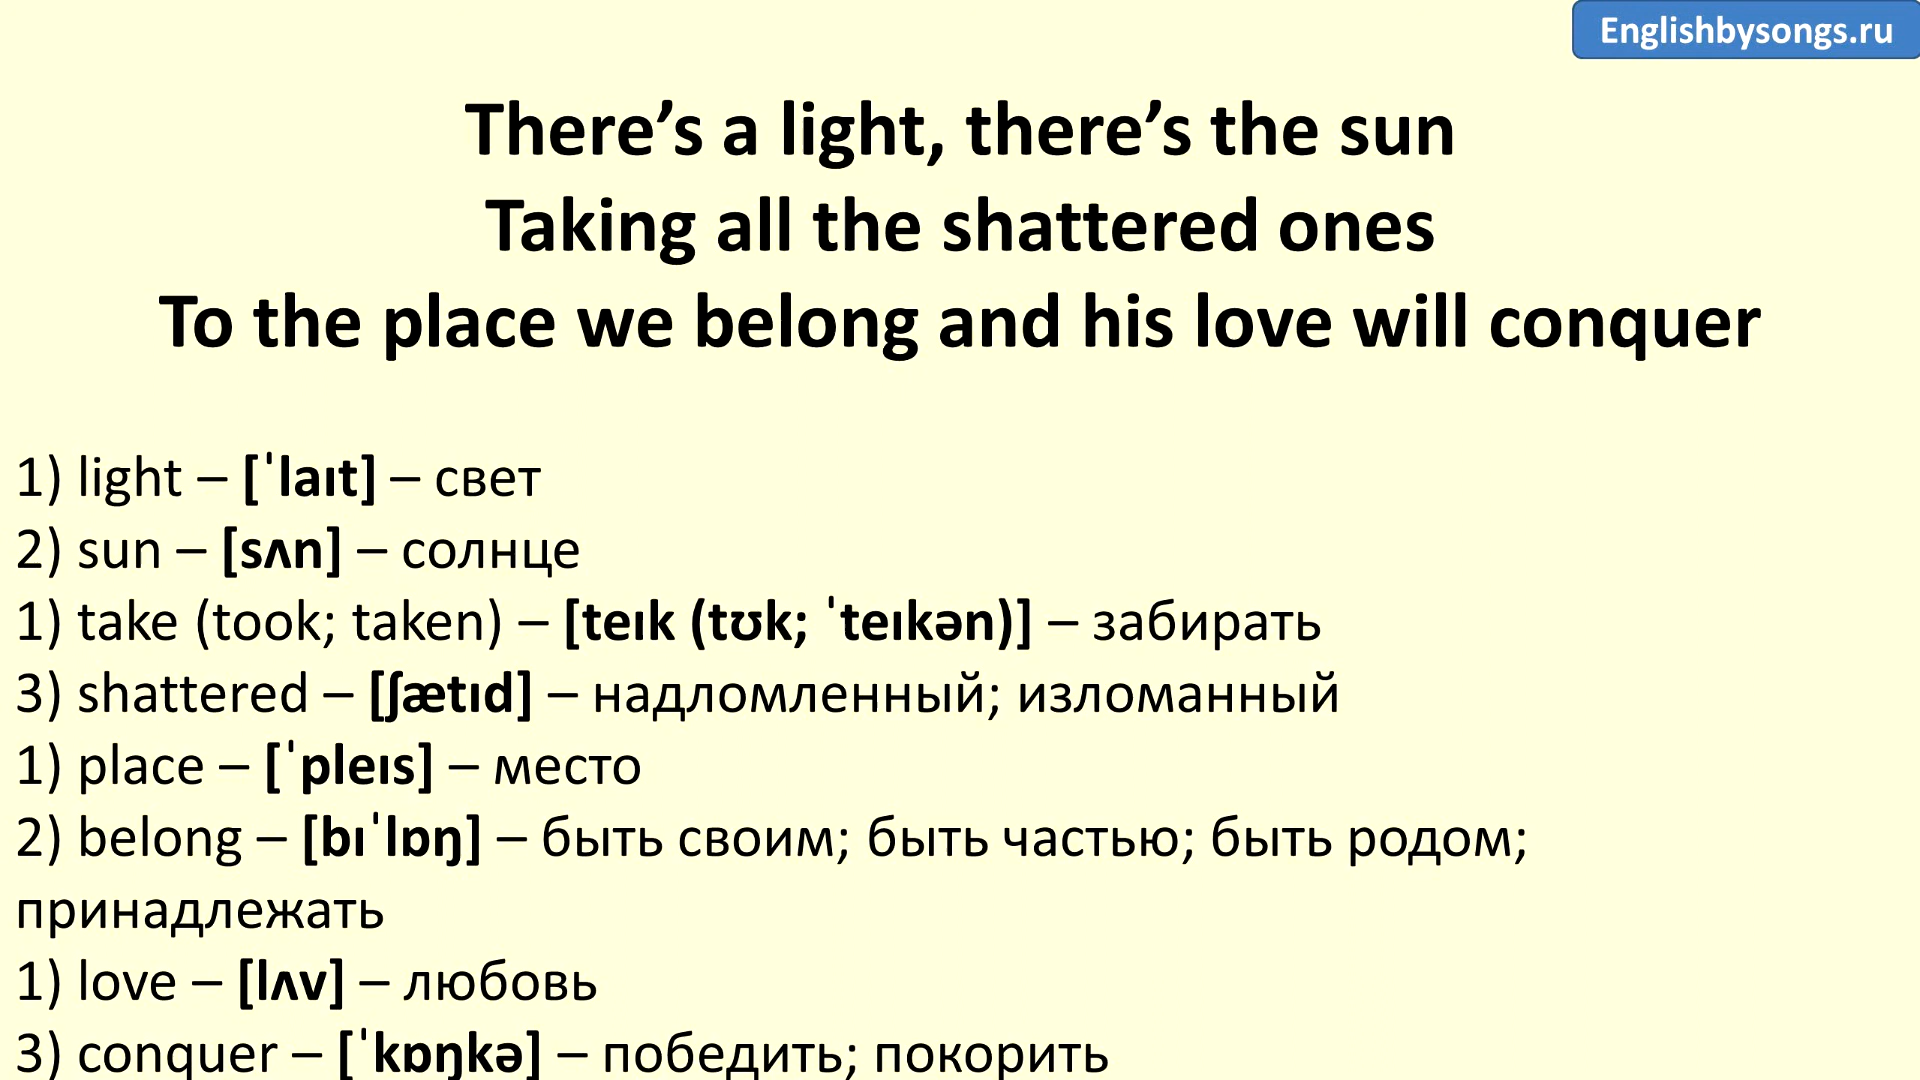 Englishbysongs.ru
There’s a light, there’s the sun
Taking all the shattered ones
To the place we belong and his love will conquer
1) light – [ˈlaɪt] – свет
2) sun – [sʌn] – солнце
1) take (took; taken) – [teɪk (tʊk; ˈteɪkən)] – забирать
3) shattered – [ʃætɪd] – надломленный; изломанный
1) place – [ˈpleɪs] – место
2) belong – [bɪˈlɒŋ] – быть своим; быть частью; быть родом;
принадлежать
1) love – [lʌv] – любовь
3) conquer – [ˈkɒŋkə] – победить; покорить